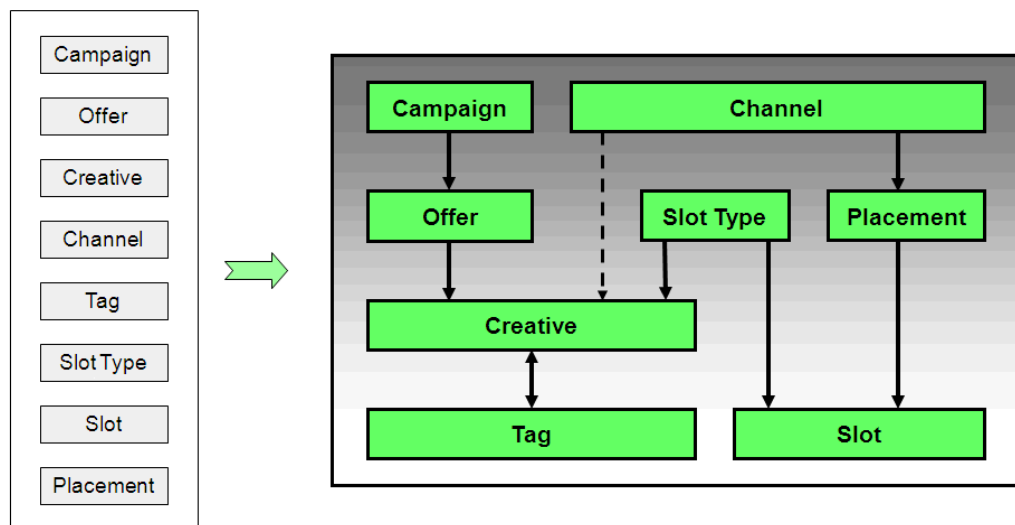 Campaign
Offer
Creative
Channel
Tag
Slot Type
Slot
Placement
Campaign
Channel
Offer
Slot Type
Placement
Creative
Tag
Slot